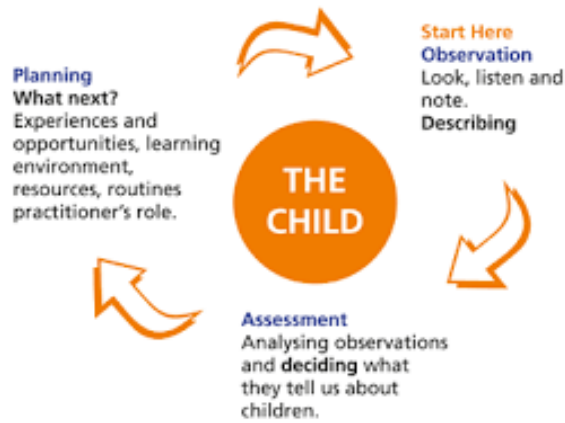 Start Here
Observation
Look, listen and
note.
Describing
THE
CHILD
Assessment
Analysing observations
and deciding what
they tell us about
children.
Planning
What next?
Experiences and
opportunities, learning
environment,
resources, routines
practitioner's role.